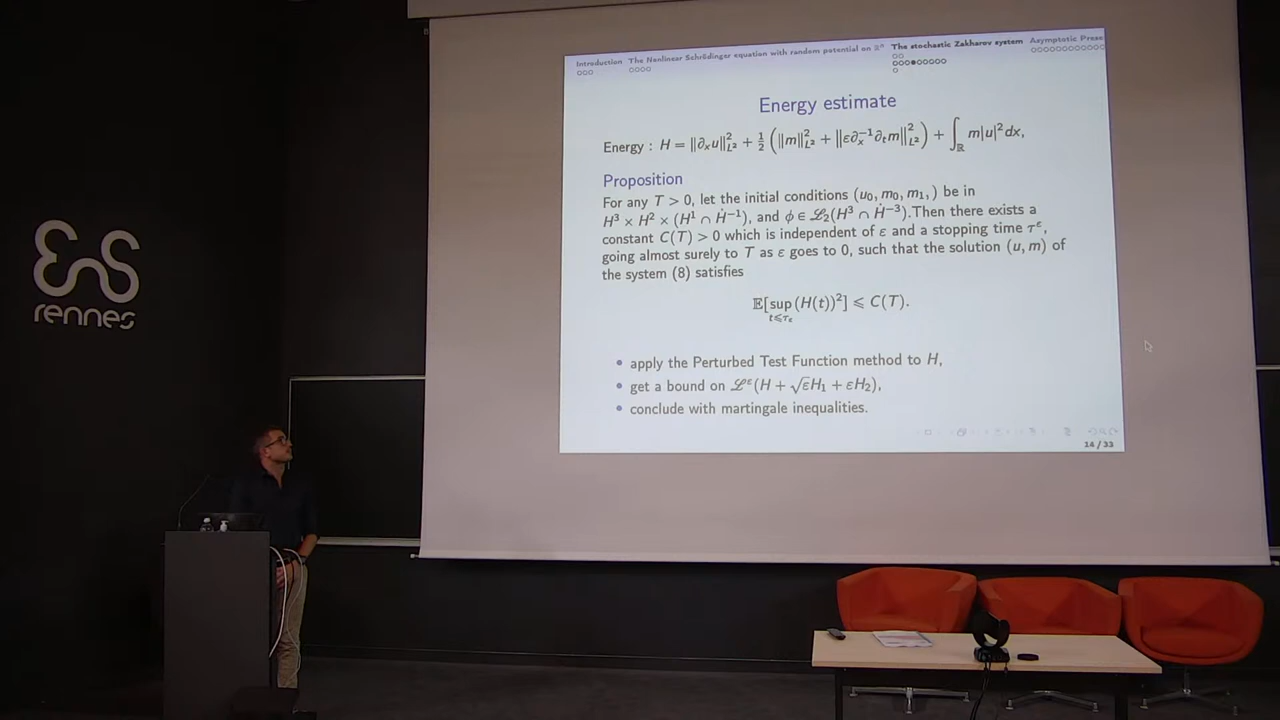 ENS
rennes
Introduction The Nonlinear Schrödinger equation with random potential on ℝⁿ The stochastic Zakharov system Asymptotic Prese
Energy estimate
Energy : H = ‖∂ₓu‖²_{L²} + ½ (‖m‖²_{L²} + ‖ε∂ₓ⁻¹∂ₜm‖²_{L²}) + ∫_ℝ m|u|²dx,
Proposition
For any T > 0, let the initial conditions (u₀, m₀, m₁,) be in
H³ × H² × (H¹ ∩ Ḣ⁻¹), and ϕ ∈ ℒ₂(H³ ∩ Ḣ⁻³).Then there exists a
constant C(T) > 0 which is independent of ε and a stopping time τ^ε,
going almost surely to T as ε goes to 0, such that the solution (u, m) of
the system (8) satisfies
𝔼[sup_{t⩽τ_ε}(H(t))²] ⩽ C(T).
• apply the Perturbed Test Function method to H,
• get a bound on ℒ^ε(H + √εH₁ + εH₂),
• conclude with martingale inequalities.
14 / 33